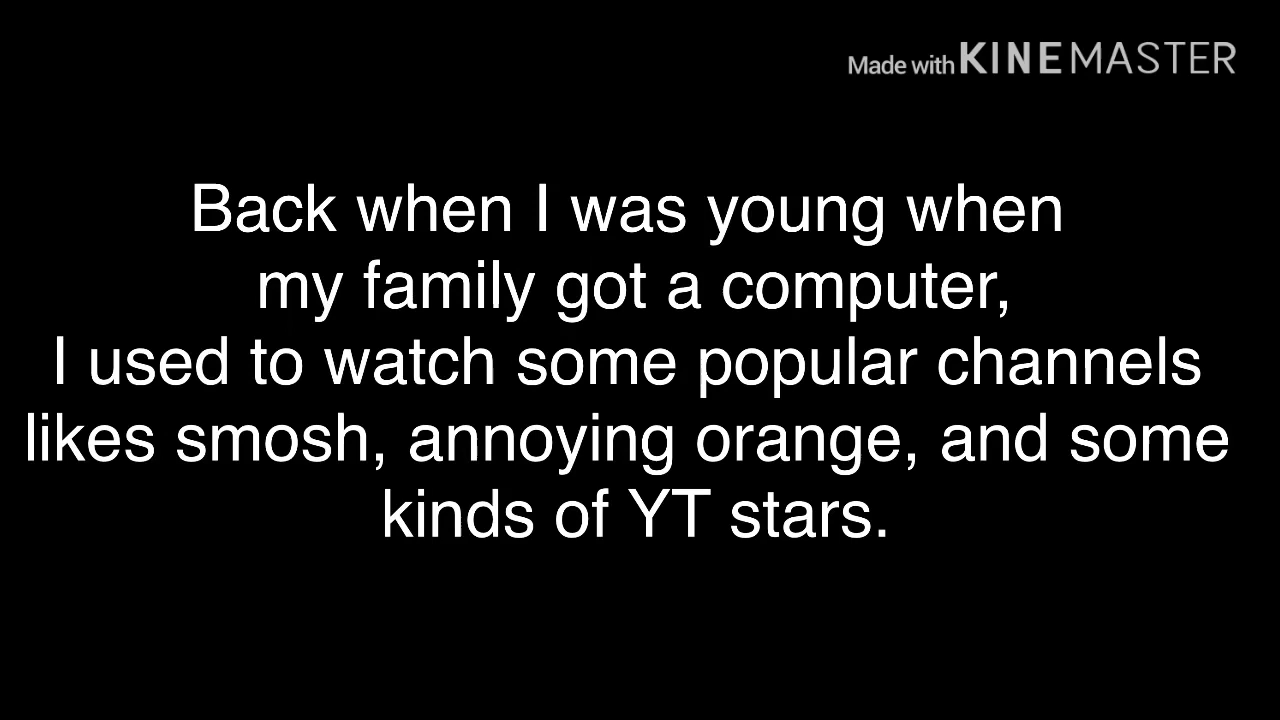 Made with KINEMASTER
Back when I was young when
my family got a computer,
I used to watch some popular channels
likes smosh, annoying orange, and some
kinds of YT stars.